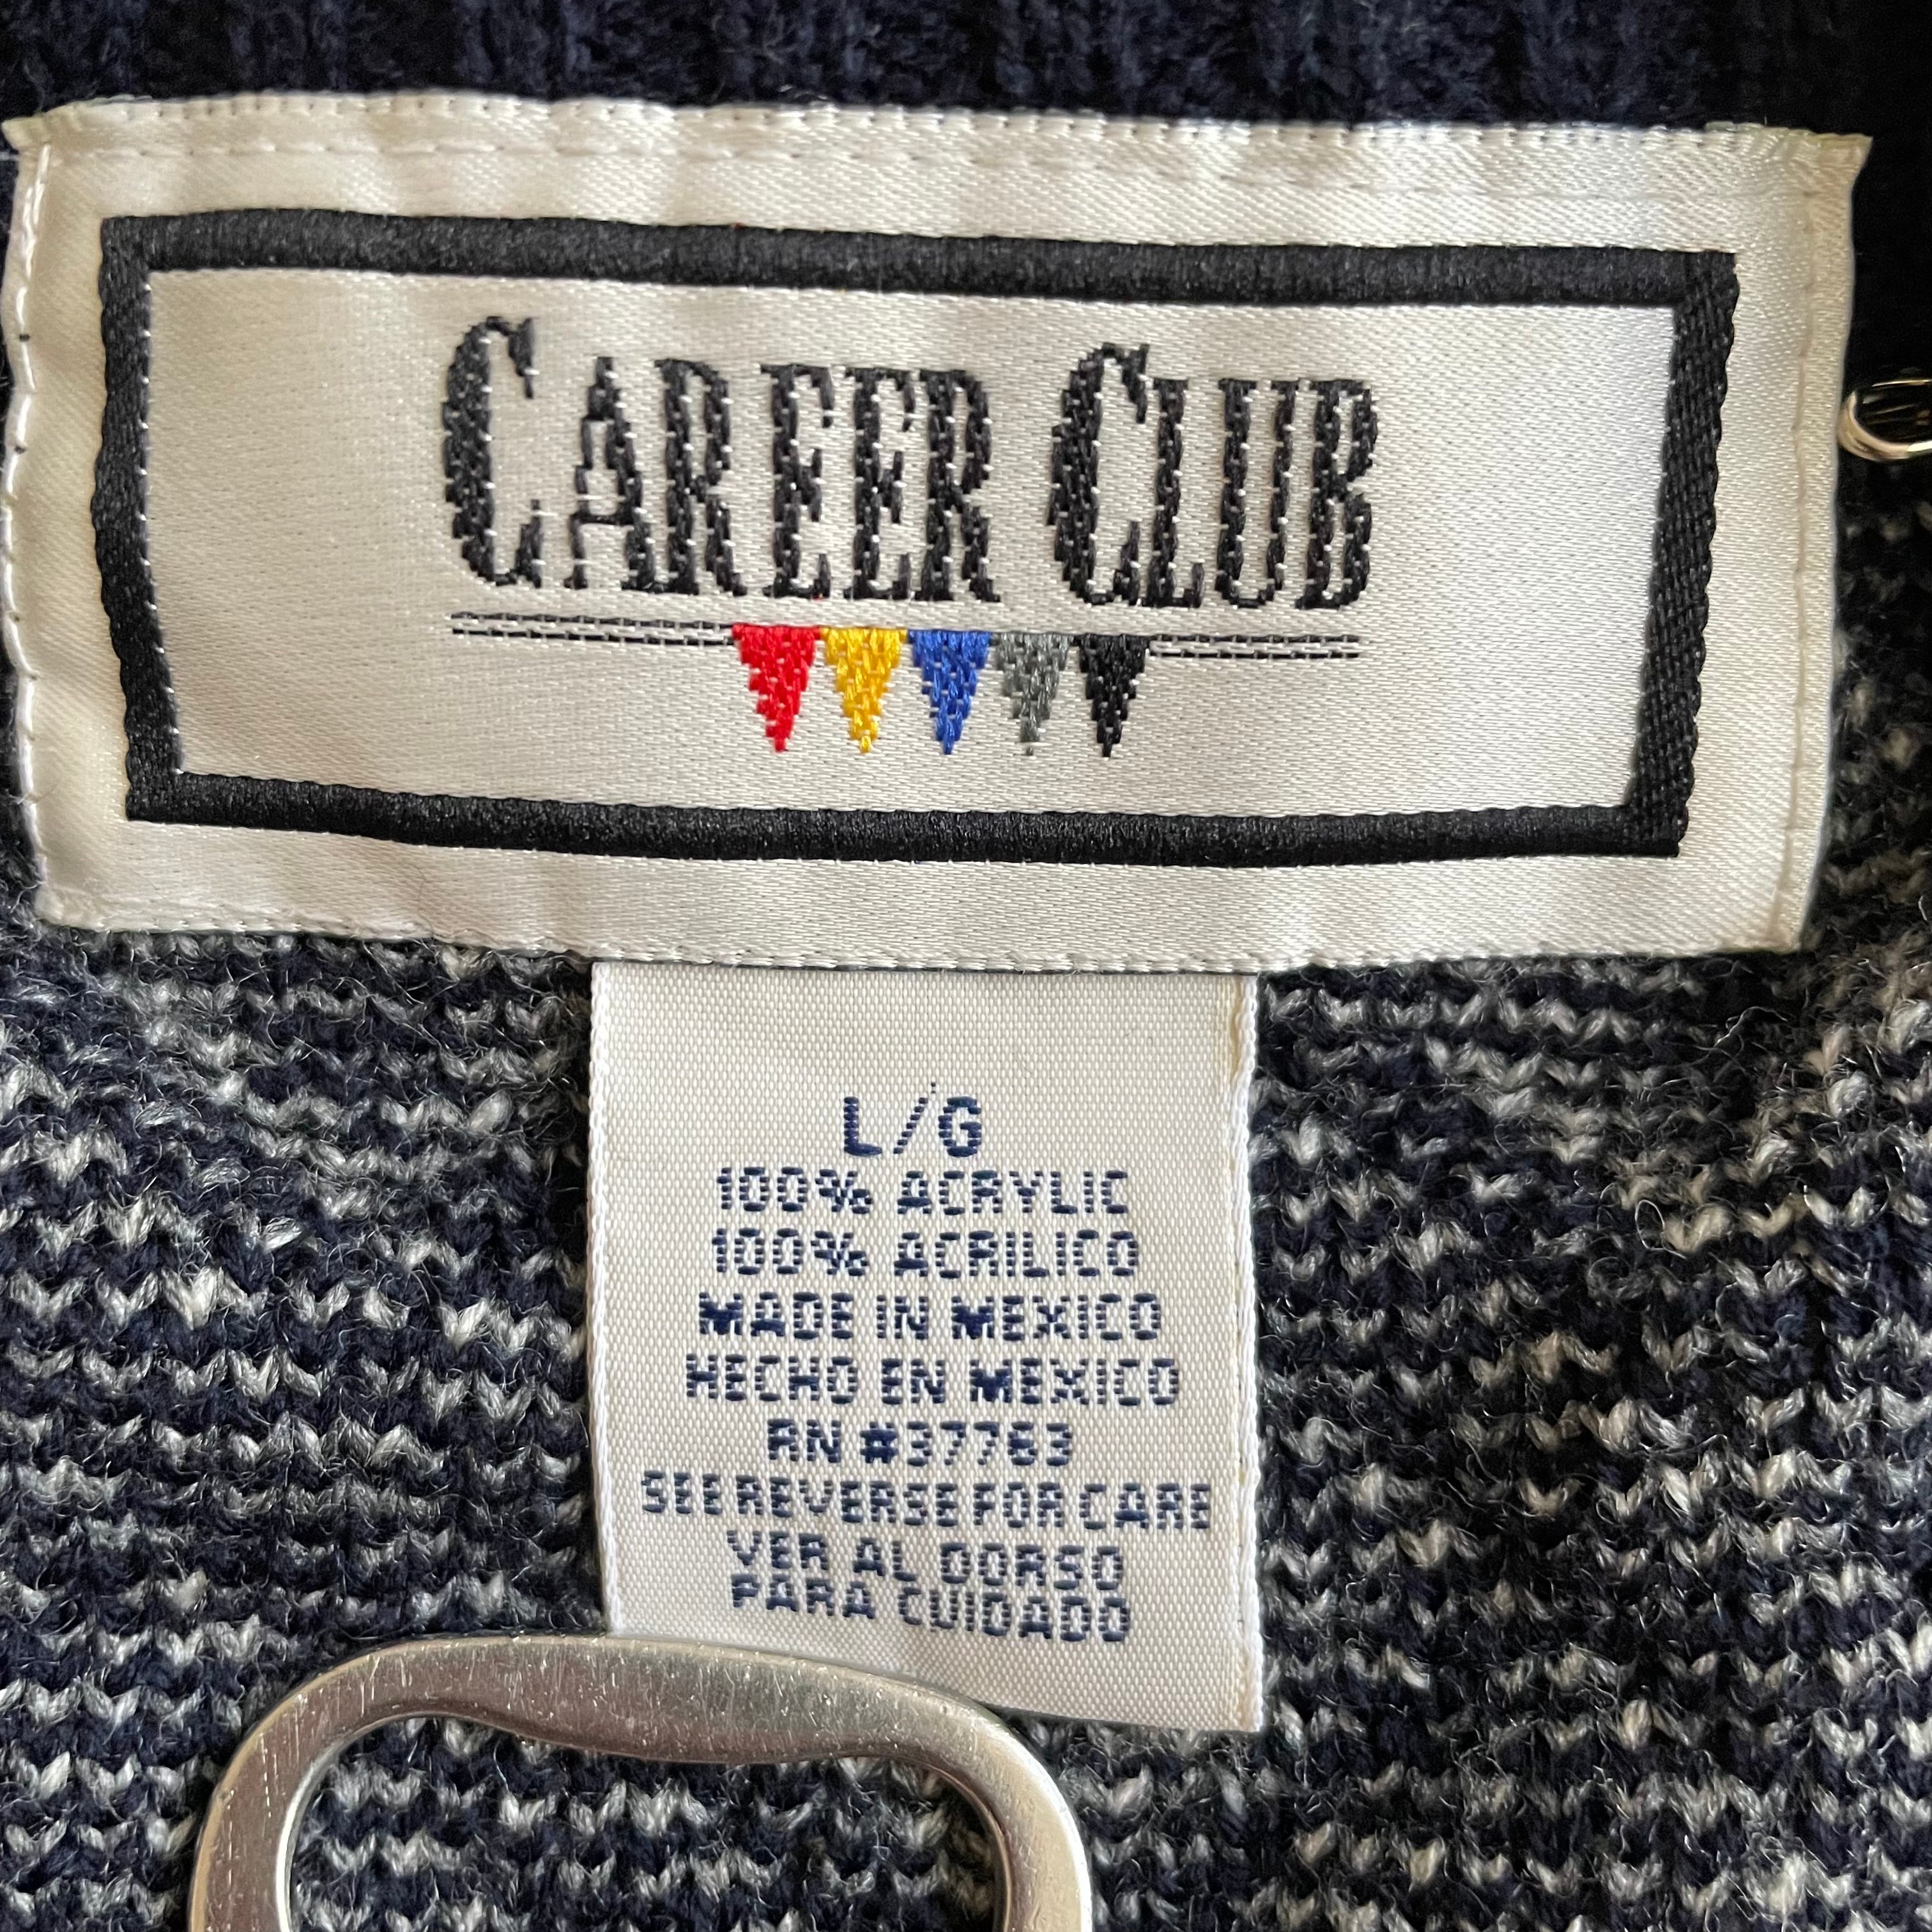 CAREER CLUB
L/G
100% ACRYLIC
100% ACRILICO
MADE IN MEXICO
HECHO EN MEXICO
RN #37763
SEE REVERSE FOR CARE
VER AL DORSO
PARA CUIDADO